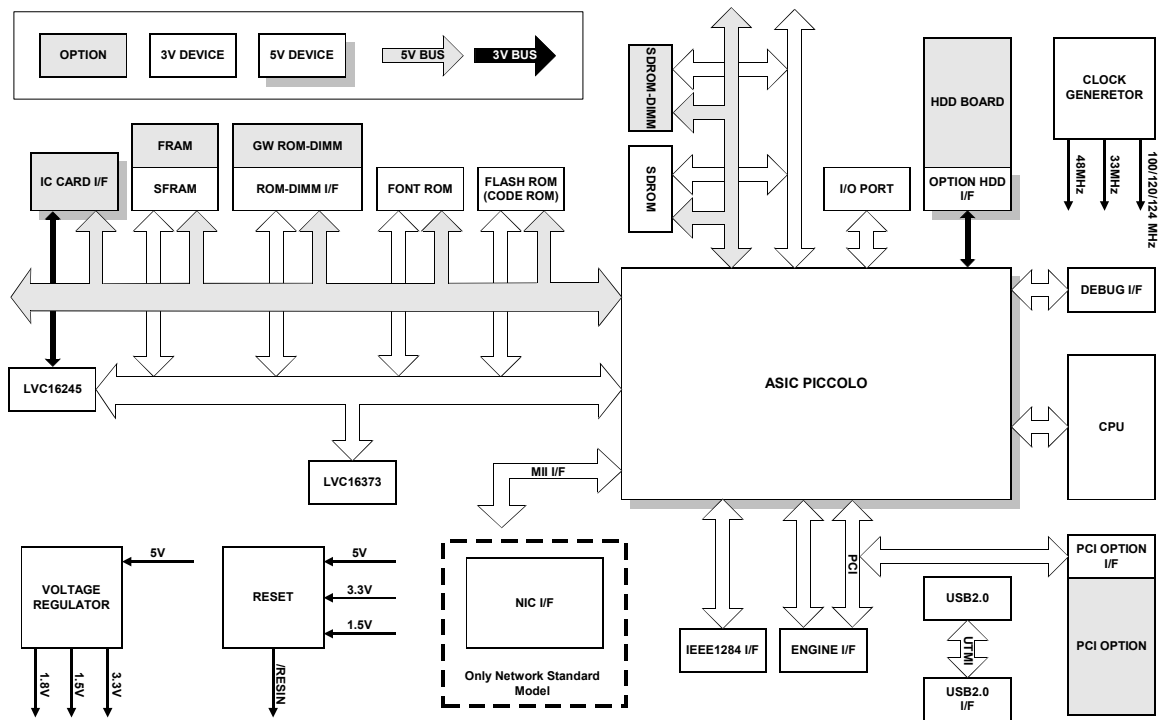 OPTION
3V DEVICE
5V DEVICE
5V BUS
3V BUS
SDROM-DIMM
SDROM
HDD BOARD
OPTION HDD
I/F
I/O PORT
CLOCK
GENERETOR
48MHz
33MHz
100/120/124 MHz
IC CARD I/F
FRAM
SFRAM
GW ROM-DIMM
ROM-DIMM I/F
FONT ROM
FLASH ROM
(CODE ROM)
DEBUG I/F
ASIC PICCOLO
CPU
LVC16245
LVC16373
MII I/F
VOLTAGE
REGULATOR
5V
1.8V
1.5V
3.3V
RESET
5V
3.3V
1.5V
/RESIN
NIC I/F
Only Network Standard
Model
IEEE1284 I/F
ENGINE I/F
PCI
USB2.0
UTMI
USB2.0
I/F
PCI OPTION
I/F
PCI OPTION